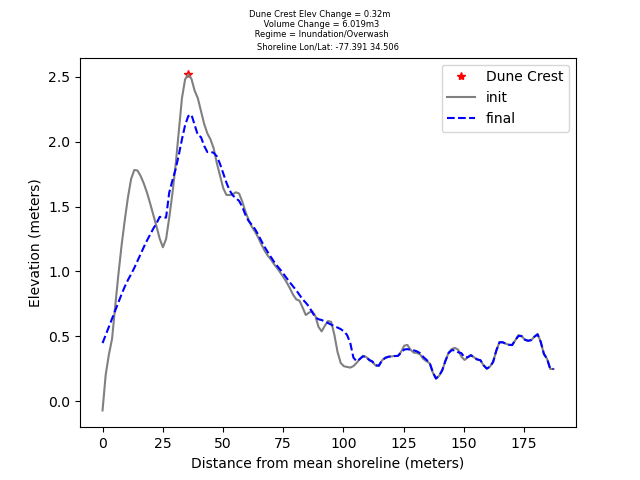 Dune Crest Elev Change = 0.32m
Volume Change = 6.019m3
Regime = Inundation/Overwash
Shoreline Lon/Lat: -77.391 34.506
Dune Crest
init
final
2.5
2.0
1.5
1.0
0.5
0.0
Elevation (meters)
0 25 50 75 100 125 150 175
Distance from mean shoreline (meters)